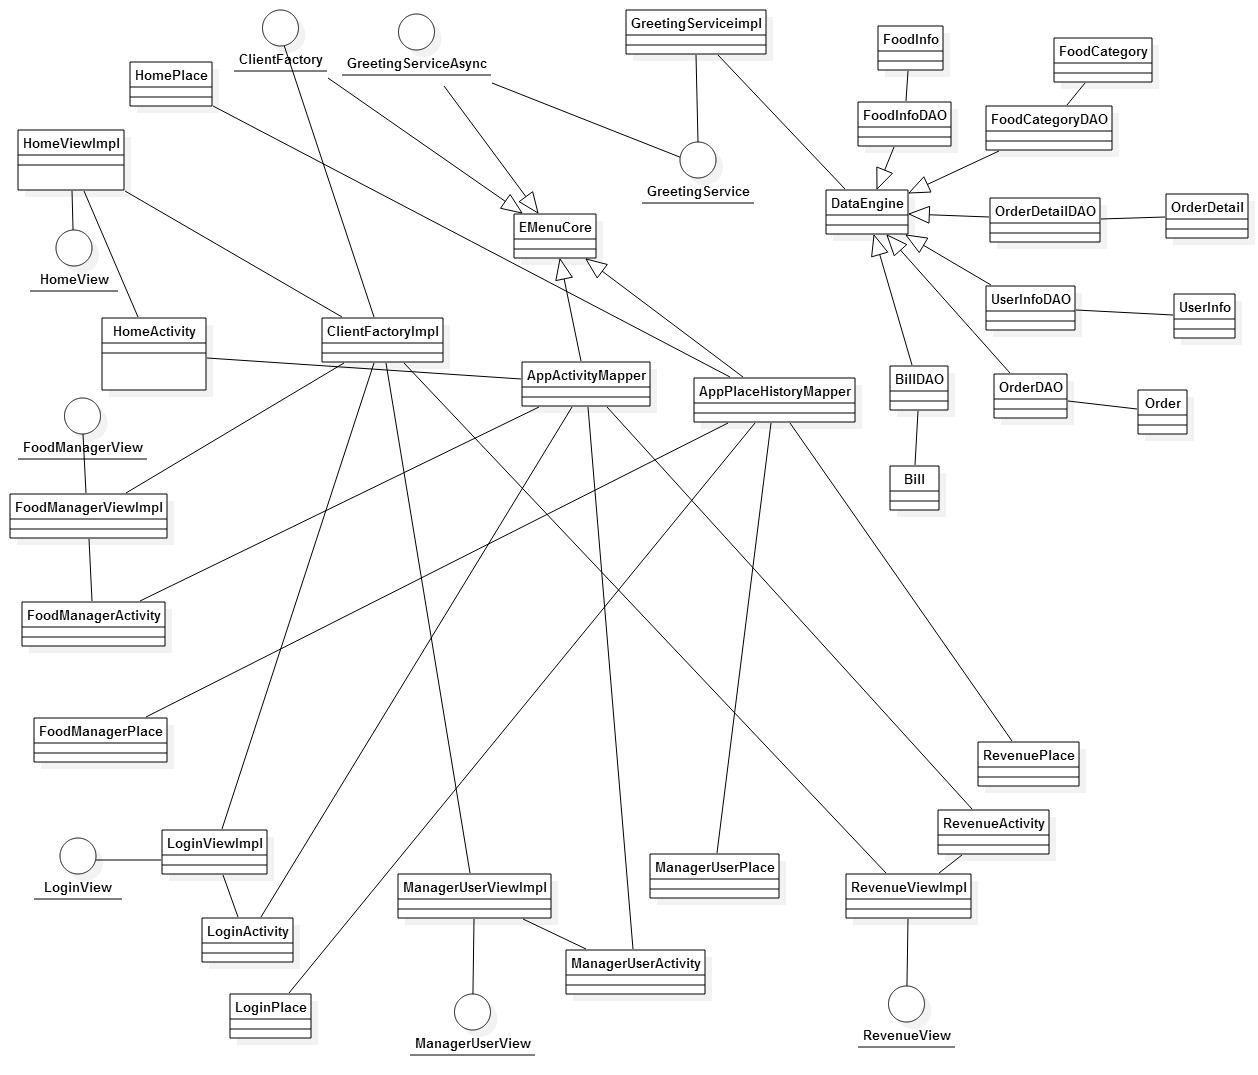 GreetingServiceimpl
FoodInfo
FoodCategory
ClientFactory
GreetingServiceAsync
HomePlace
FoodInfoDAO
FoodCategoryDAO
HomeViewImpl
GreetingService
DataEngine
OrderDetailDAO
OrderDetail
EMenuCore
HomeView
UserInfoDAO
UserInfo
HomeActivity
ClientFactoryImpl
AppActivityMapper
AppPlaceHistoryMapper
BillDAO
OrderDAO
Order
FoodManagerView
Bill
FoodManagerViewImpl
FoodManagerActivity
FoodManagerPlace
RevenuePlace
RevenueActivity
LoginViewImpl
LoginView
ManagerUserViewImpl
ManagerUserPlace
RevenueViewImpl
LoginActivity
ManagerUserActivity
LoginPlace
ManagerUserView
RevenueView